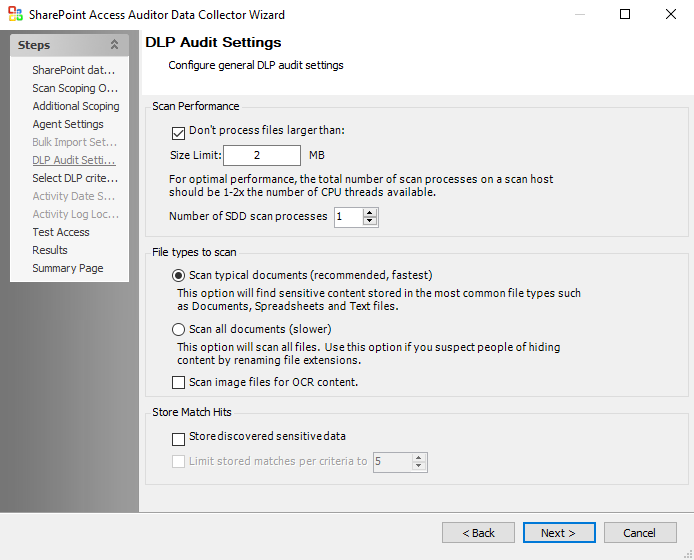 SharePoint Access Auditor Data Collector Wizard
Steps
SharePoint dat...
Scan Scoping O...
Additional Scoping
Agent Settings
Bulk Import Set...
DLP Audit Setti...
Select DLP crite...
Activity Date S...
Activity Log Loc...
Test Access
Results
Summary Page
DLP Audit Settings
Configure general DLP audit settings
Scan Performance
Don't process files larger than:
Size Limit: 2 MB
For optimal performance, the total number of scan processes on a scan host
should be 1-2x the number of CPU threads available.
Number of SDD scan processes 1
File types to scan
Scan typical documents (recommended, fastest)
This option will find sensitive content stored in the most common file types such
as Documents, Spreadsheets and Text files.
Scan all documents (slower)
This option will scan all files. Use this option if you suspect people of hiding
content by renaming file extensions.
Scan image files for OCR content.
Store Match Hits
Store discovered sensitive data
Limit stored matches per criteria to 5
< Back Next > Cancel